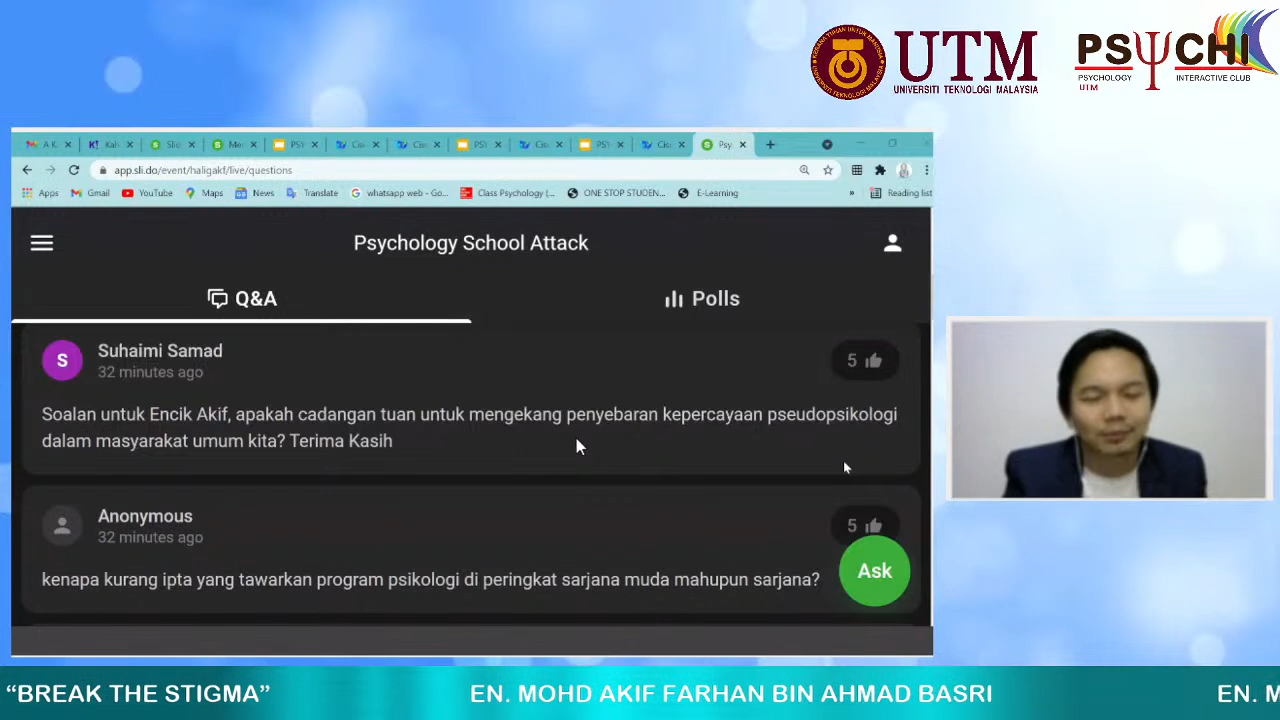 UTM
UNIVERSITI TEKNOLOGI MALAYSIA
PSΨCHI
PSYCHOLOGY INTERACTIVE CLUB
UTM
app.sli.do/event/haligakf/live/questions
Apps Gmail YouTube Maps News Translate whatsapp web - Go... Class Psychology (... ONE STOP STUDEN... E-Learning » Reading list
Psychology School Attack
Q&A Polls
S Suhaimi Samad 5
32 minutes ago
Soalan untuk Encik Akif, apakah cadangan tuan untuk mengekang penyebaran kepercayaan pseudopsikologi
dalam masyarakat umum kita? Terima Kasih
Anonymous 5
32 minutes ago
kenapa kurang ipta yang tawarkan program psikologi di peringkat sarjana muda mahupun sarjana?
Ask
“BREAK THE STIGMA” EN. MOHD AKIF FARHAN BIN AHMAD BASRI EN. M